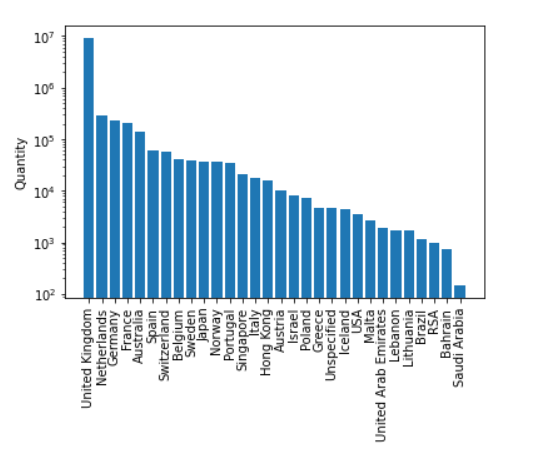 10⁷
10⁶
10⁵
10⁴
10³
10²
Quantity
United Kingdom
Netherlands
Germany
France
Australia
Spain
Switzerland
Belgium
Sweden
Japan
Norway
Portugal
Singapore
Italy
Hong Kong
Austria
Israel
Poland
Greece
Unspecified
Iceland
USA
Malta
United Arab Emirates
Lebanon
Lithuania
Brazil
RSA
Bahrain
Saudi Arabia